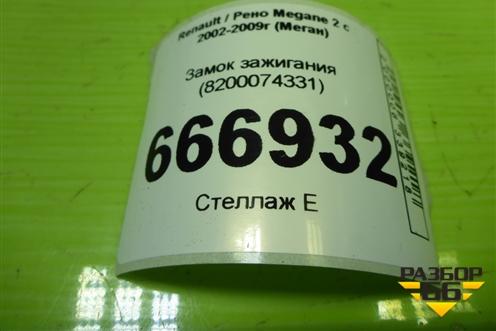 Renault / Рено Megane 2 с
2002-2009г (Меган)
Замок зажигания
(8200074331)
666932
Стеллаж Е
РАЗБОР
66